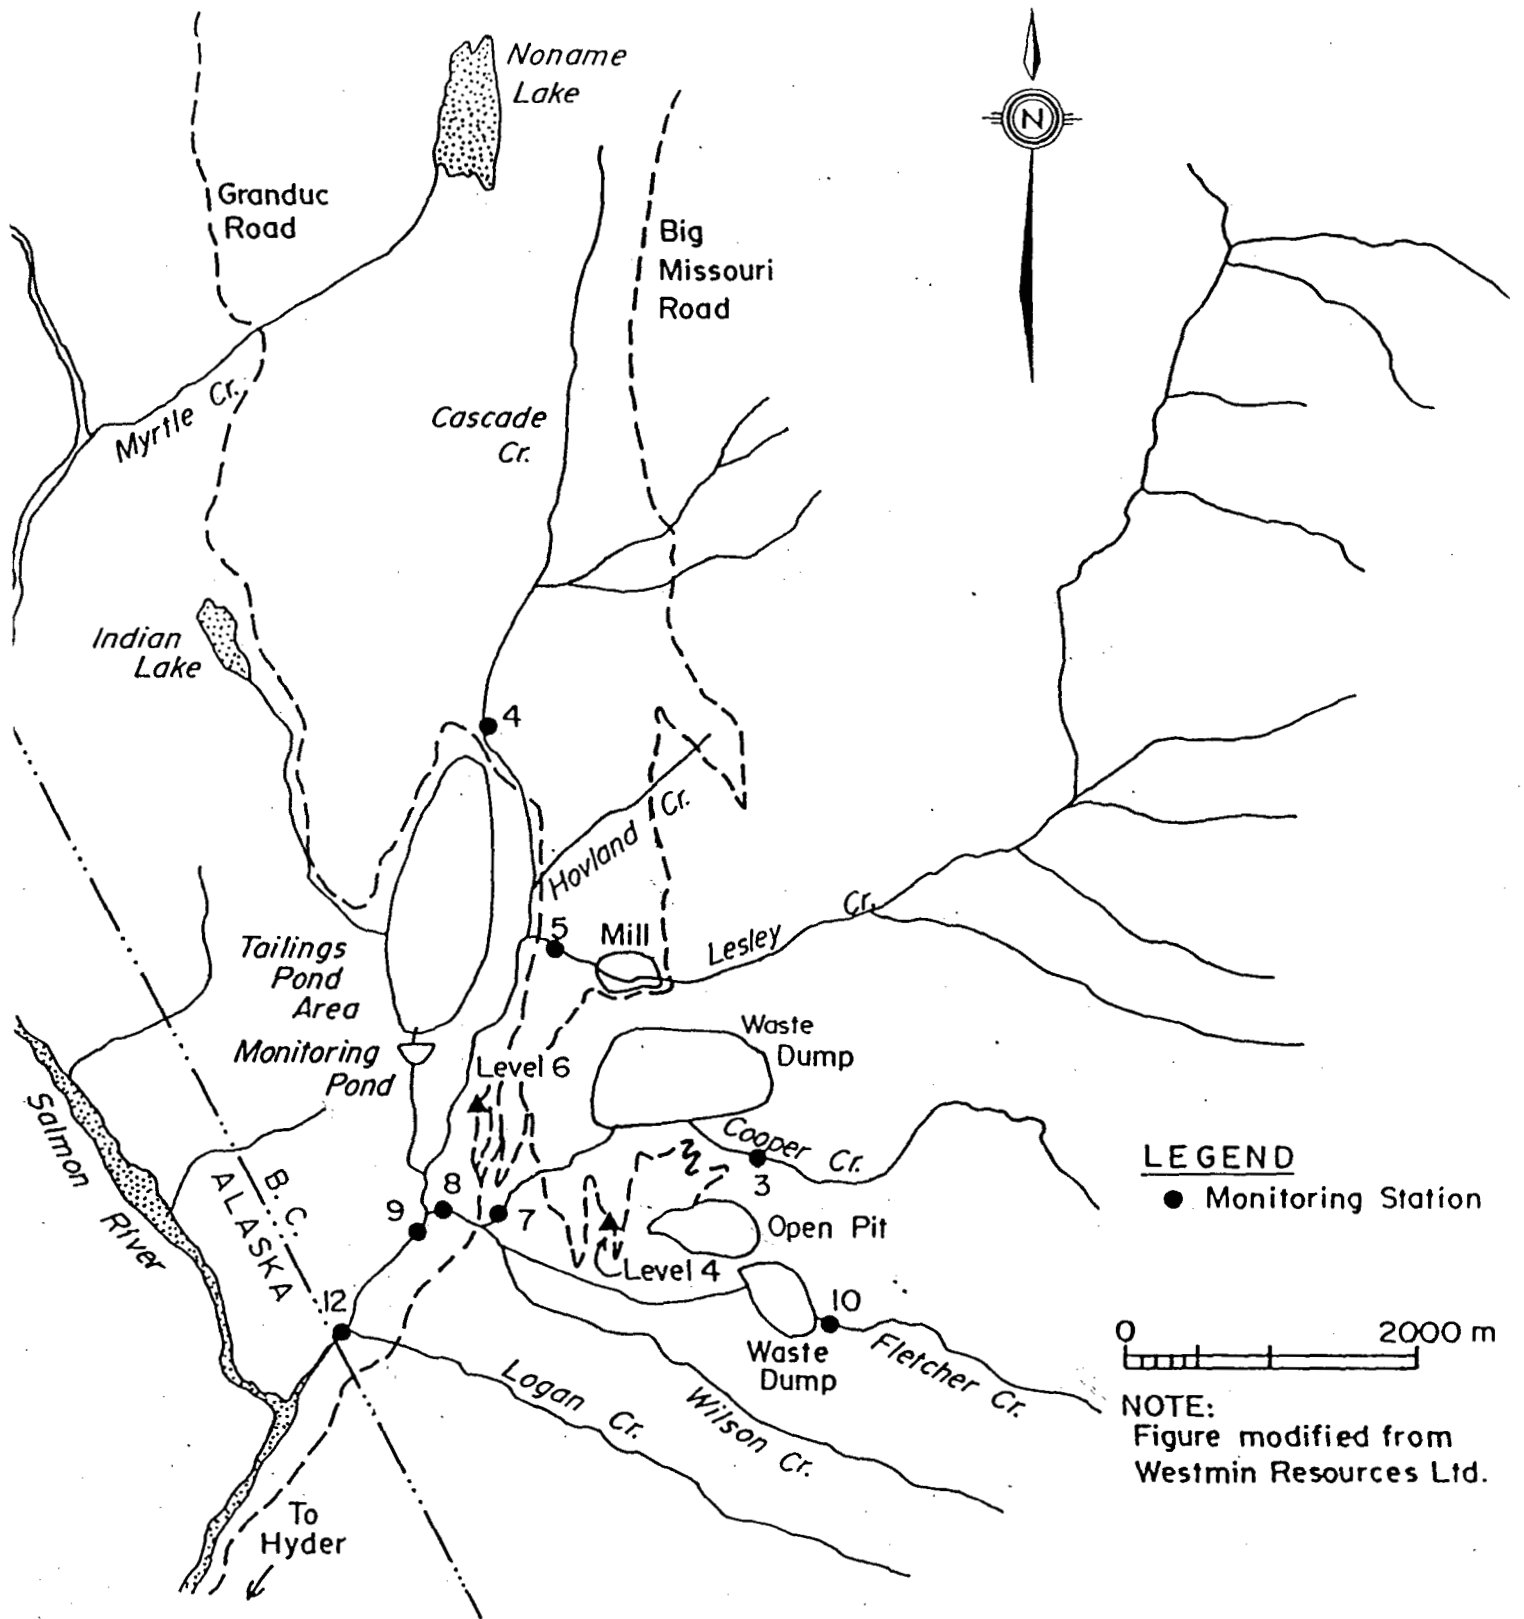 Noname
Lake
N
Granduc
Road
Big
Missouri
Road
Myrtle Cr.
Cascade
Cr.
Indian
Lake
4
Hovland Cr.
5
Mill
Lesley Cr.
Tailings
Pond
Area
Monitoring
Pond
Level 6
Waste
Dump
Cooper Cr.
3
Salmon River
B.C.
ALASKA
8
9
7
Open Pit
Level 4
12
10
Waste
Dump
Fletcher Cr.
Logan Cr.
Wilson Cr.
To
Hyder
LEGEND
Monitoring Station
0 2000 m
NOTE:
Figure modified from
Westmin Resources Ltd.